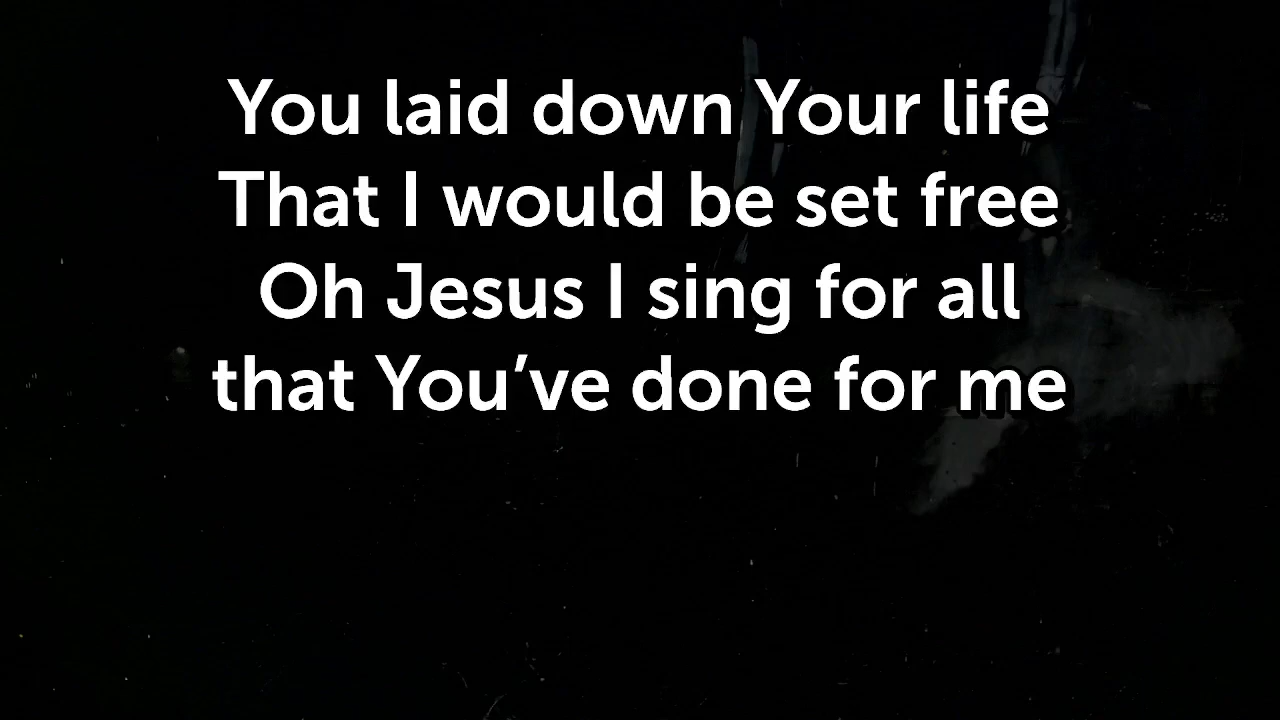 You laid down Your life
That I would be set free
Oh Jesus I sing for all
that You’ve done for me